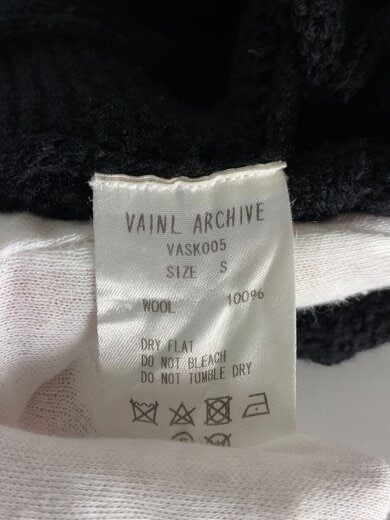 VAINL ARCHIVE
VASK005
SIZE S
WOOL 100%
DRY FLAT
DO NOT BLEACH
DO NOT TUMBLE DRY